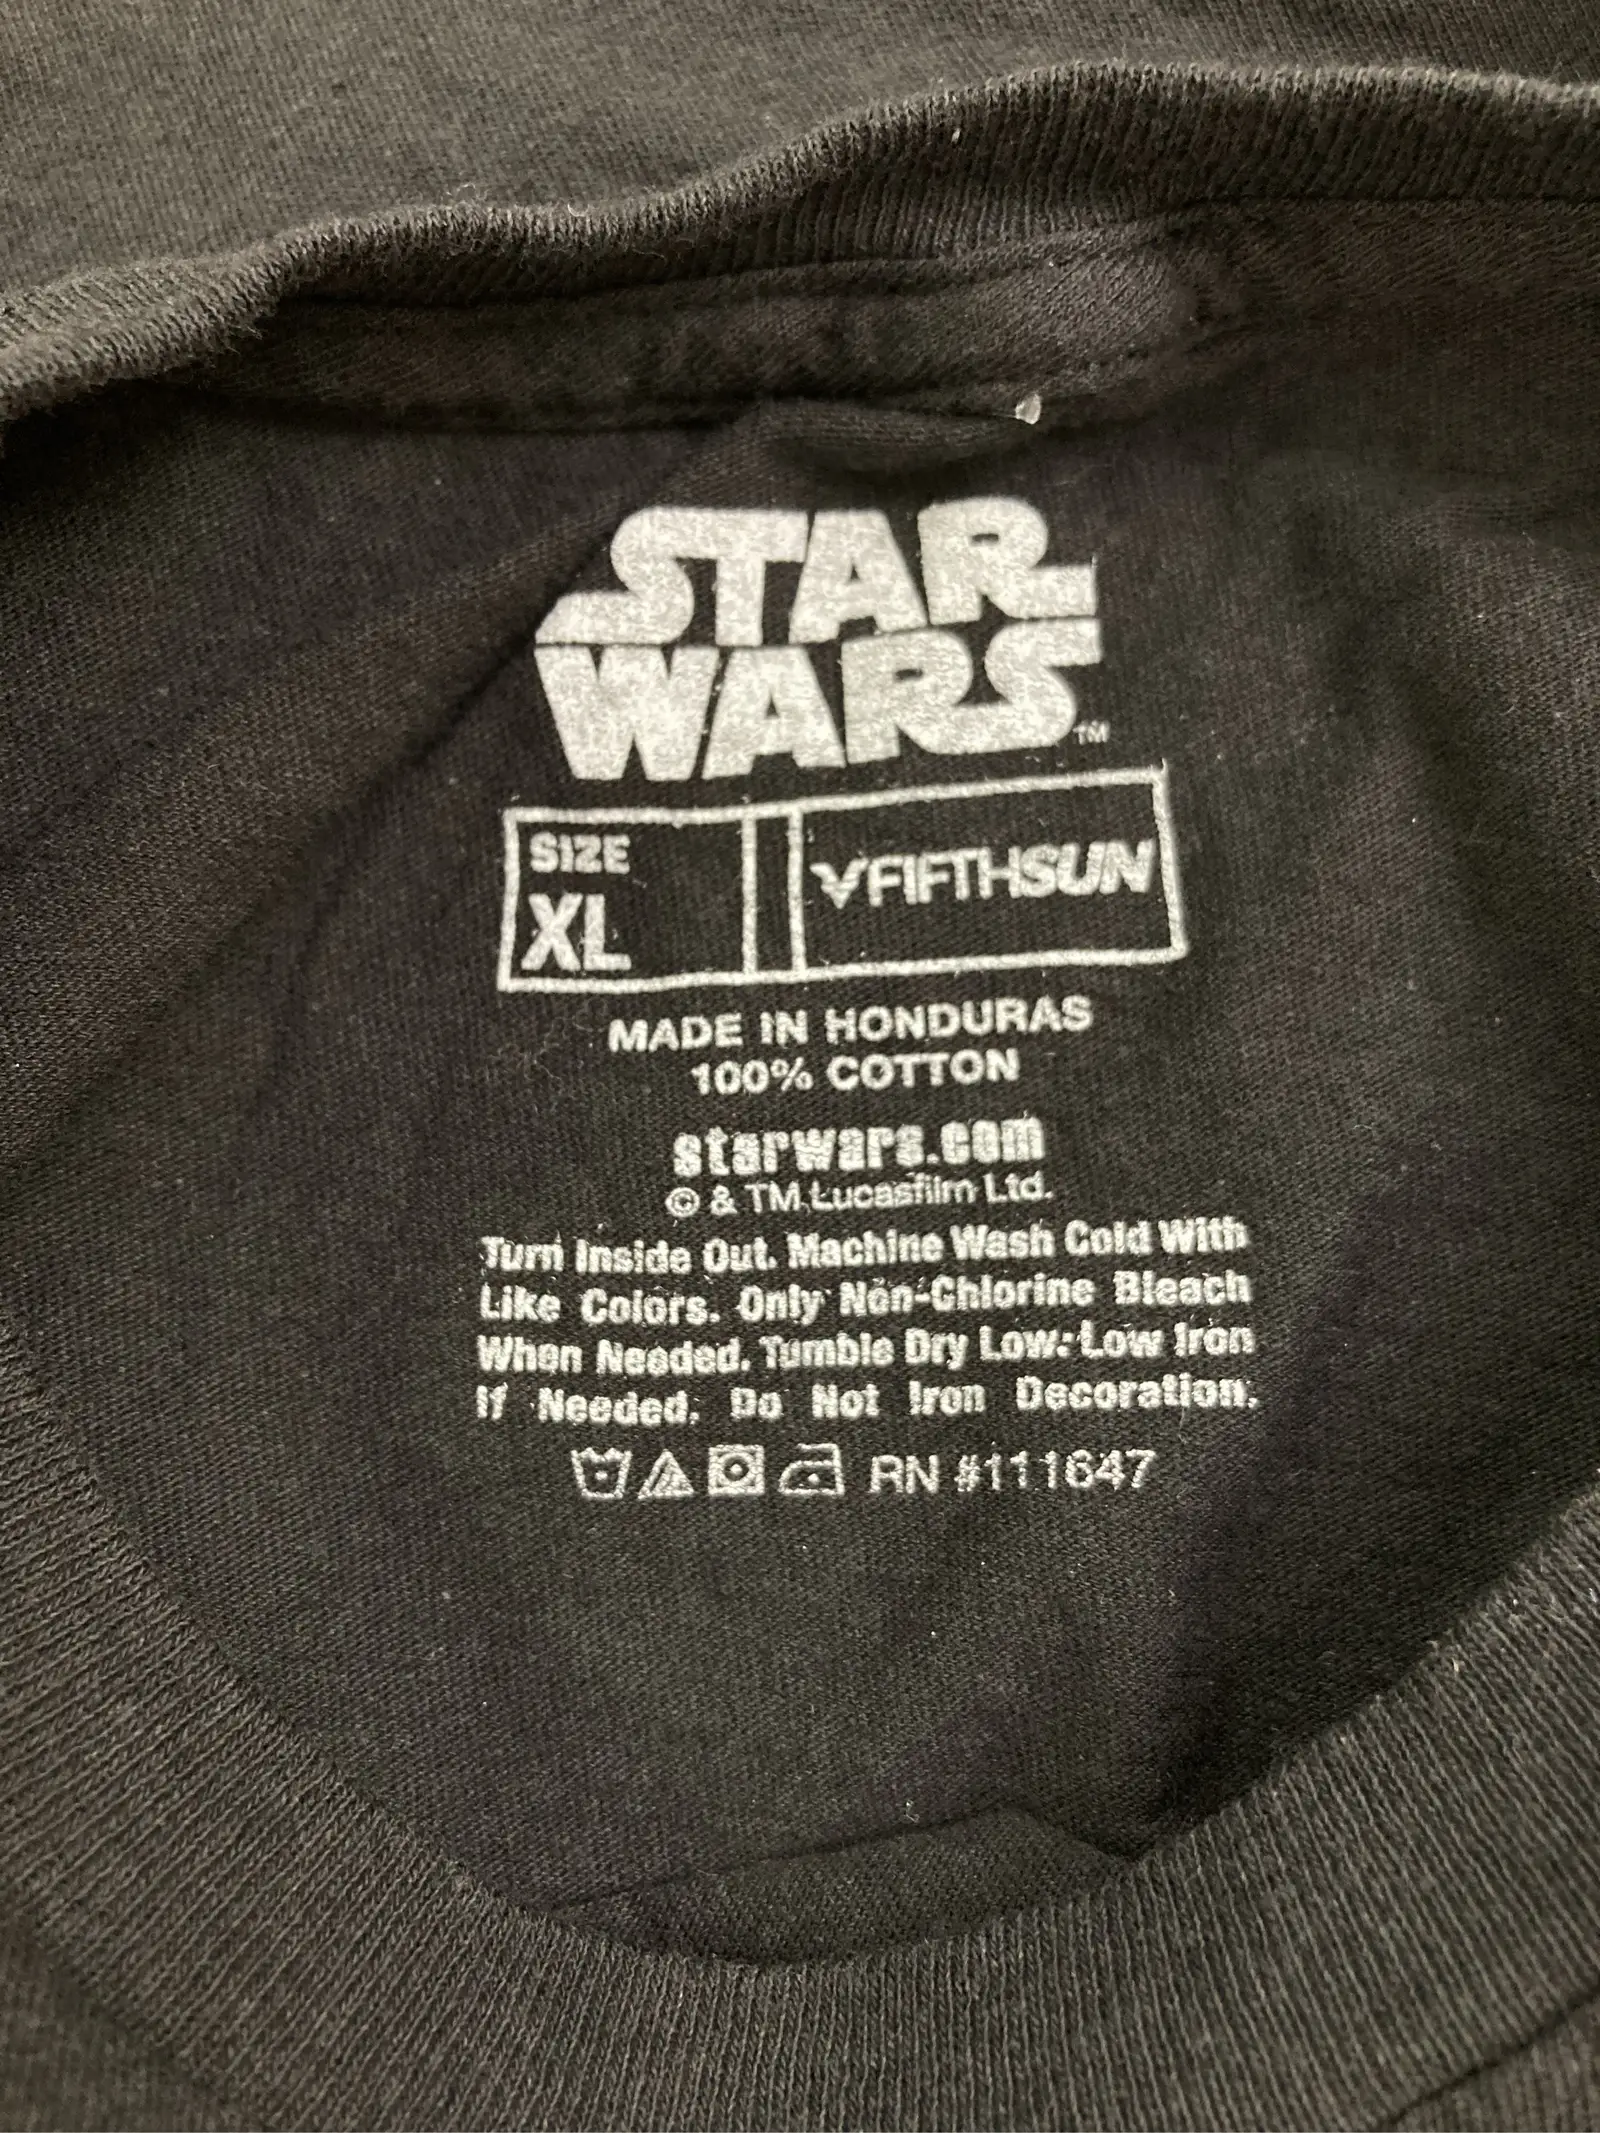 STAR
WARS™
SIZE
XL
FIFTHSUN
MADE IN HONDURAS
100% COTTON
starwars.com
© & TM Lucasfilm Ltd.
Turn Inside Out. Machine Wash Cold With
Like Colors. Only Non-Chlorine Bleach
When Needed. Tumble Dry Low. Low Iron
If Needed. Do Not Iron Decoration.
RN #111647